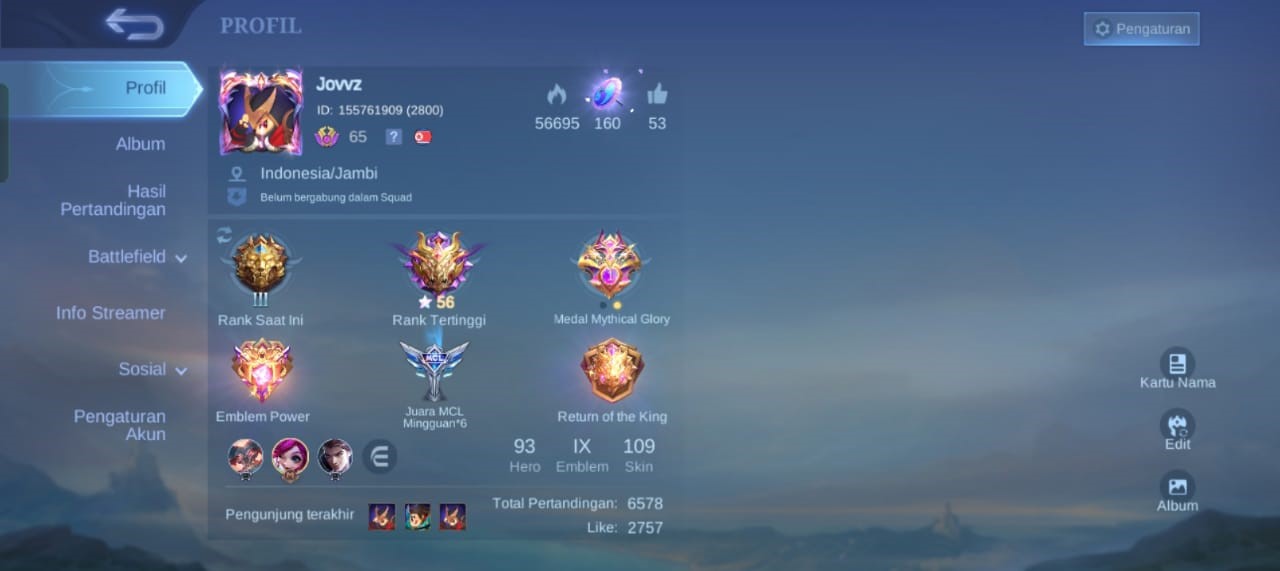 PROFIL
Pengaturan
Profil
Album
Hasil
Pertandingan
Battlefield
Info Streamer
Sosial
Pengaturan
Akun
Jovvz
ID: 155761909 (2800)
65
?
56695
160
53
Indonesia/Jambi
Belum bergabung dalam Squad
III
Rank Saat Ini
56
Rank Tertinggi
Medal Mythical Glory
Emblem Power
MCL
Juara MCL
Mingguan*6
Return of the King
93
Hero
IX
Emblem
109
Skin
Pengunjung terakhir
Total Pertandingan: 6578
Like: 2757
Kartu Nama
Edit
Album